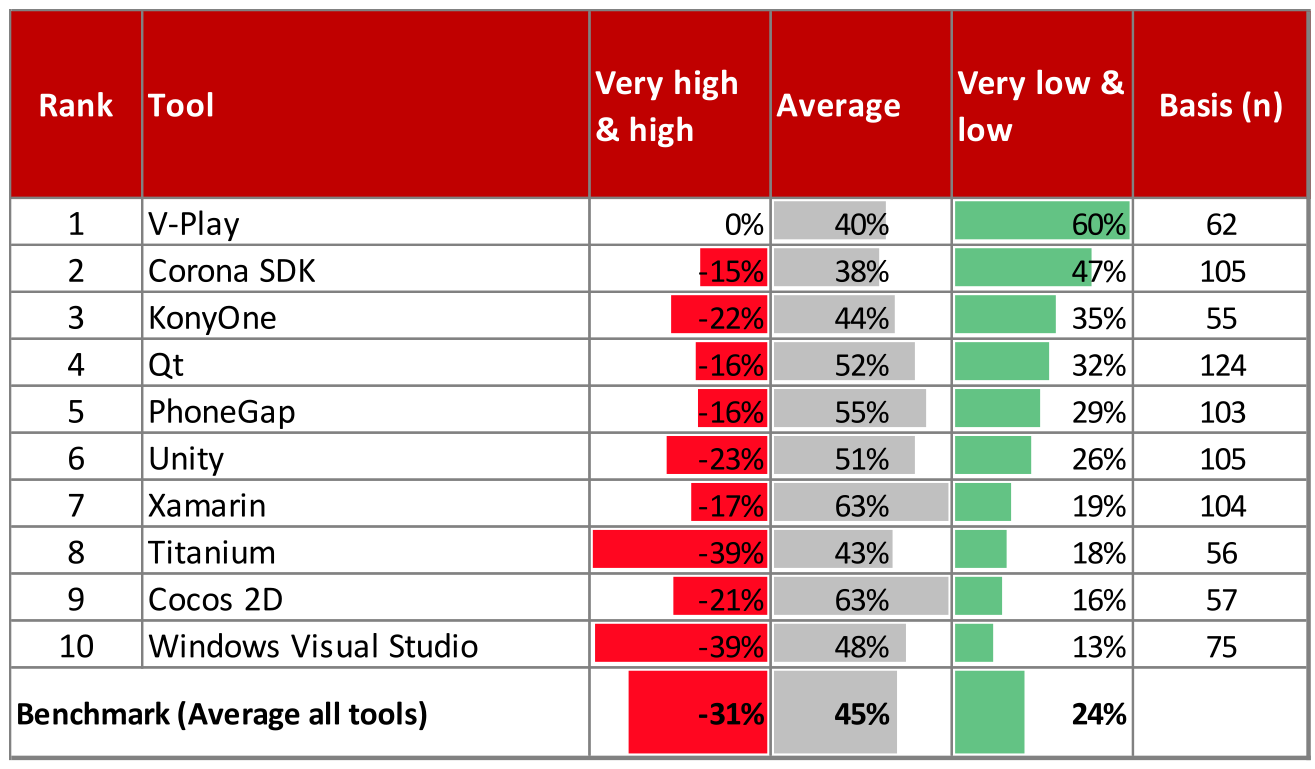 Rank Tool Very high & high Average Very low & low Basis (n)
1 V-Play 0% 40% 60% 62
2 Corona SDK -15% 38% 47% 105
3 KonyOne -22% 44% 35% 55
4 Qt -16% 52% 32% 124
5 PhoneGap -16% 55% 29% 103
6 Unity -23% 51% 26% 105
7 Xamarin -17% 63% 19% 104
8 Titanium -39% 43% 18% 56
9 Cocos 2D -21% 63% 16% 57
10 Windows Visual Studio -39% 48% 13% 75
Benchmark (Average all tools) -31% 45% 24%